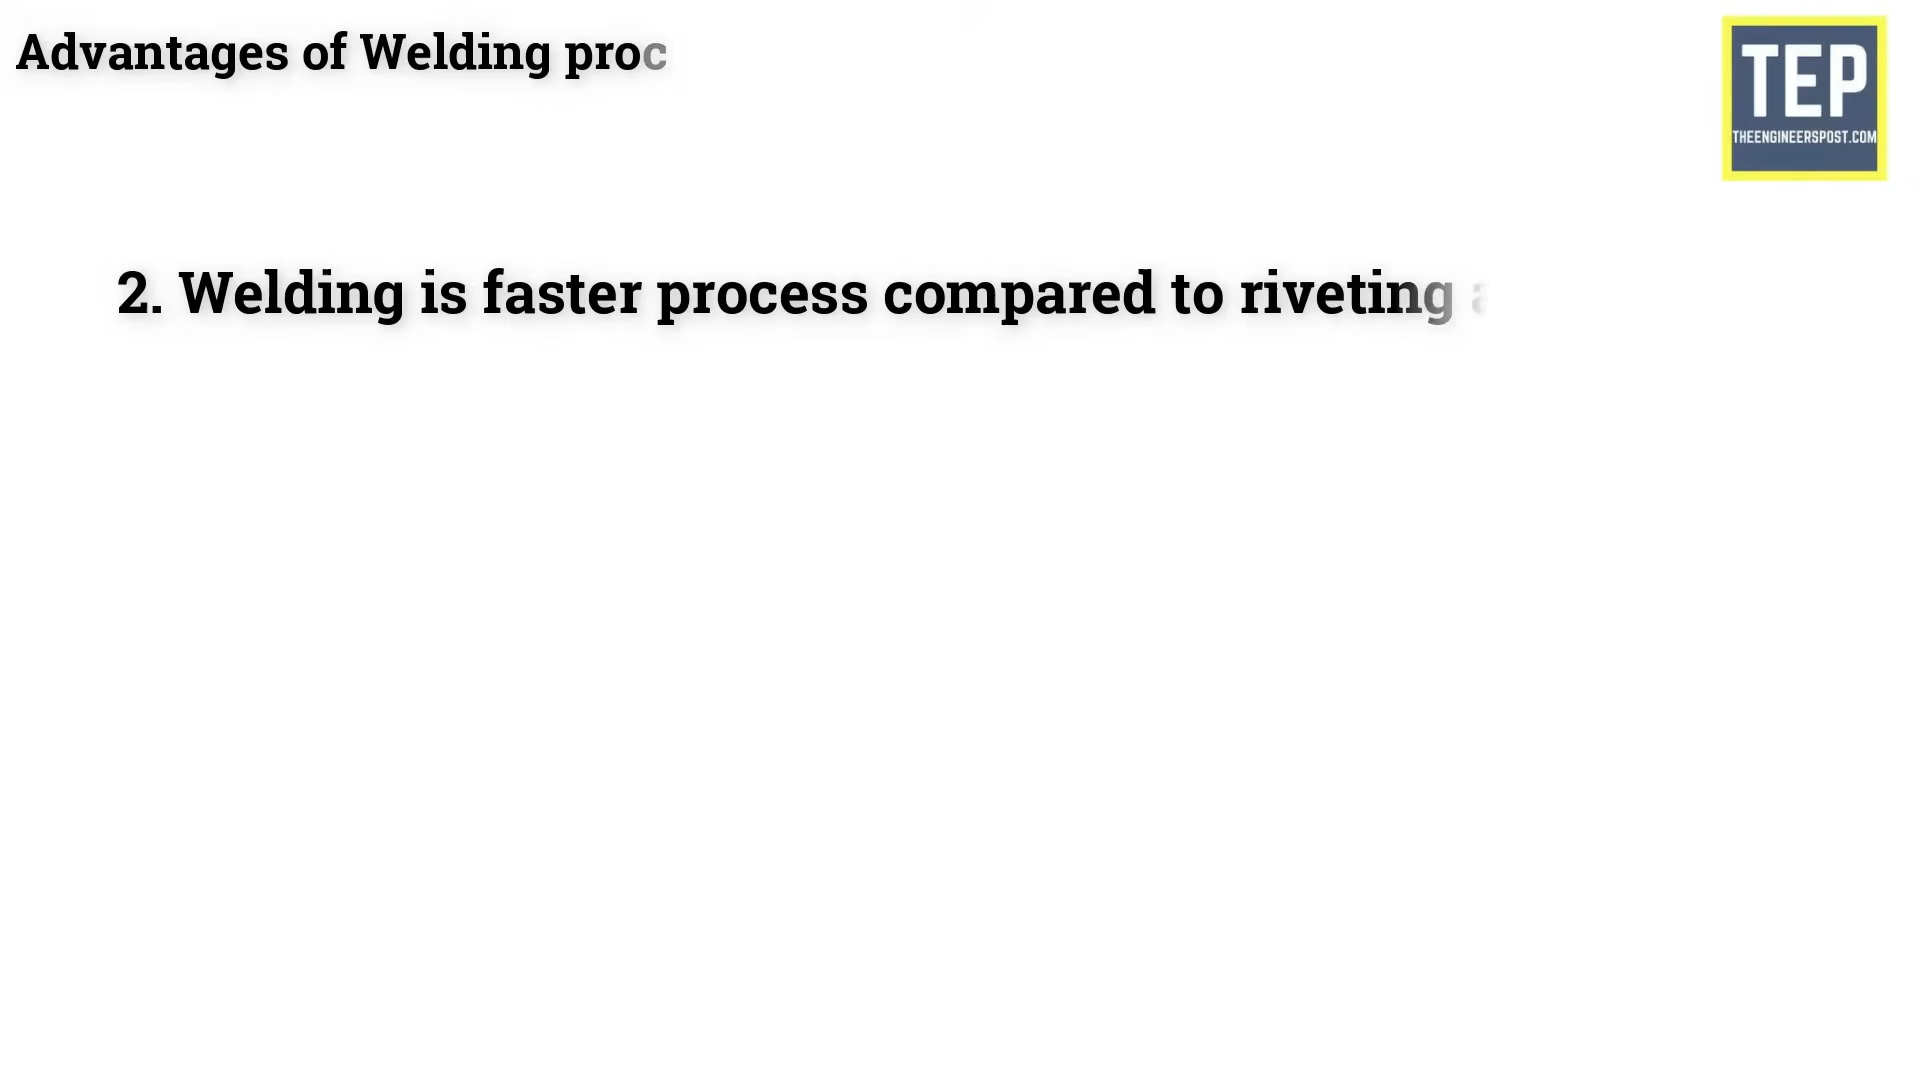 Advantages of Welding proc
TEP
THEENGINEERSPOST.COM
2. Welding is faster process compared to riveting